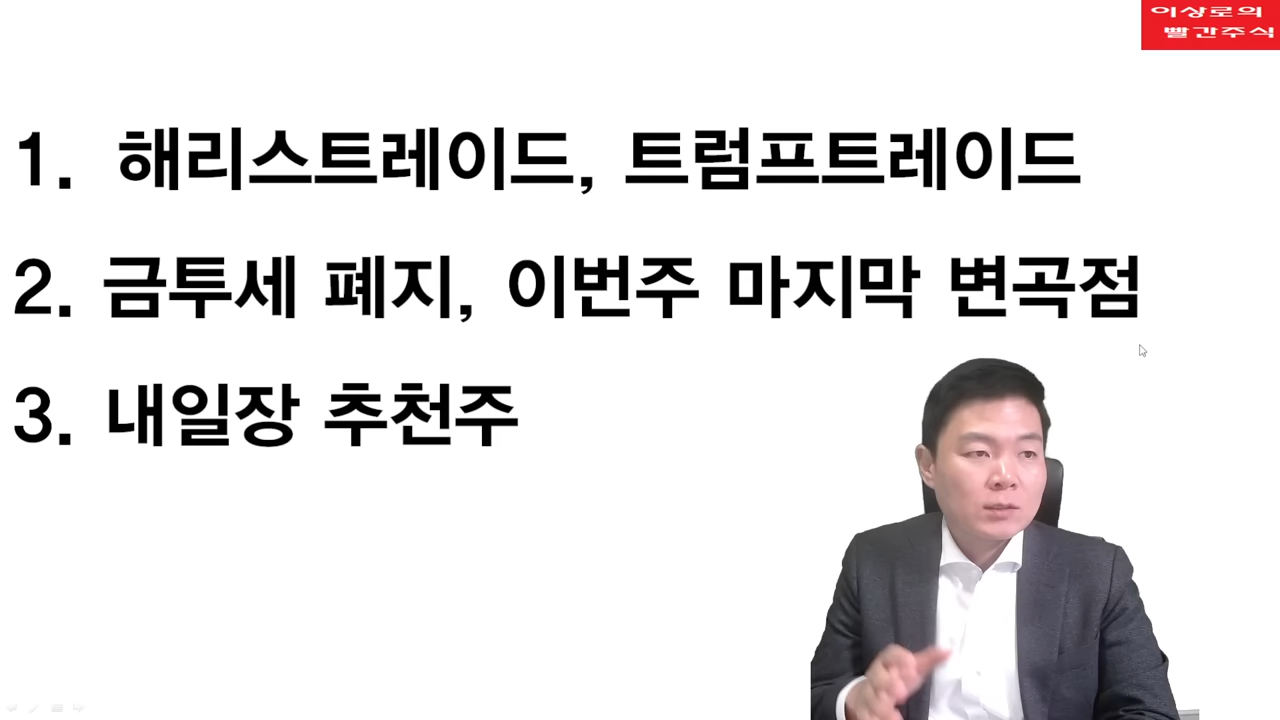 이상로의
빨간주식
1. 해리스트레이드, 트럼프트레이드
2. 금투세 폐지, 이번주 마지막 변곡점
3. 내일장 추천주